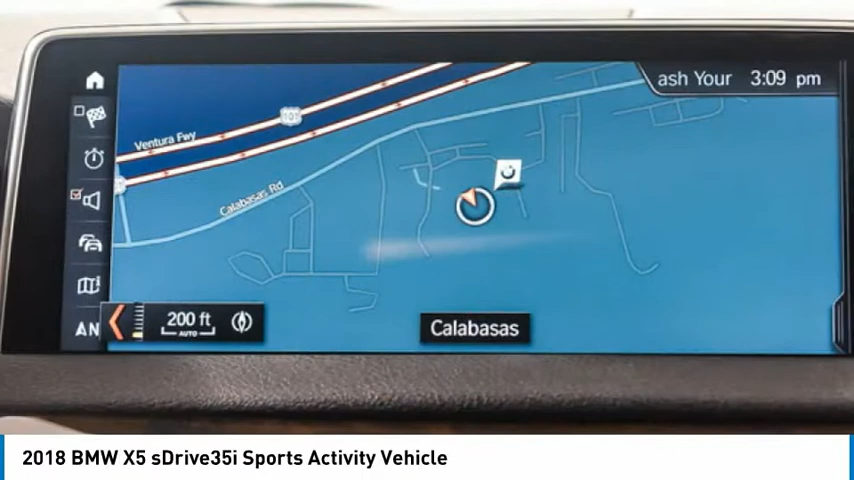 ash Your 3:09 pm
101
Ventura Fwy
Calabasas Rd
200 ft
AUTO
AN
Calabasas
2018 BMW X5 sDrive35i Sports Activity Vehicle